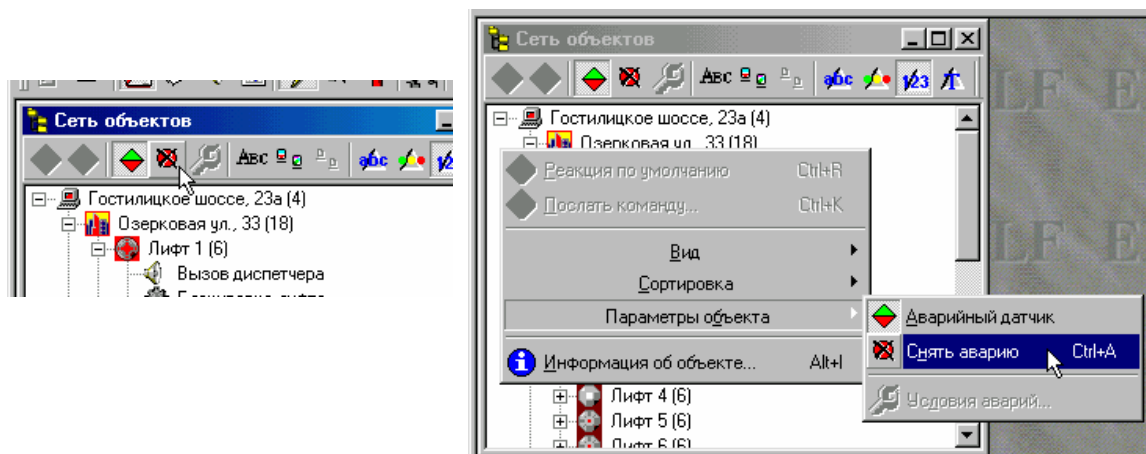 Сеть объектов
ABC
abc
Гостилицкое шоссе, 23а (4)
Озерковая ул., 33 (18)
Лифт 1 (6)
Вызов диспетчера
Сеть объектов
ABC
abc
123
Гостилицкое шоссе, 23а (4)
Озерковая ул., 33 (18)
Реакция по умолчанию Ctrl+R
Послать команду... Ctrl+K
Вид
Сортировка
Параметры объекта
Информация об объекте... Alt+I
Аварийный датчик
Снять аварию Ctrl+A
Условия аварий...
Лифт 4 (6)
Лифт 5 (6)
Лифт 6 (6)